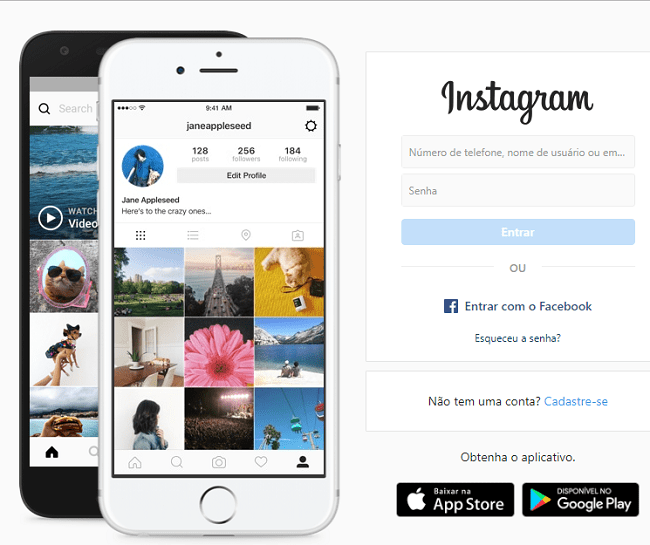 Search
WATCH
Video
9:41 AM
janeappleseed
128
256
184
posts
followers
following
Edit Profile
Jane Appleseed
Here's to the crazy ones...
Instagram
Número de telefone, nome de usuário ou em...
Senha
Entrar
OU
Entrar com o Facebook
Esqueceu a senha?
Não tem uma conta? Cadastre-se
Obtenha o aplicativo.
Baixar na
App Store
DISPONÍVEL NO
Google Play